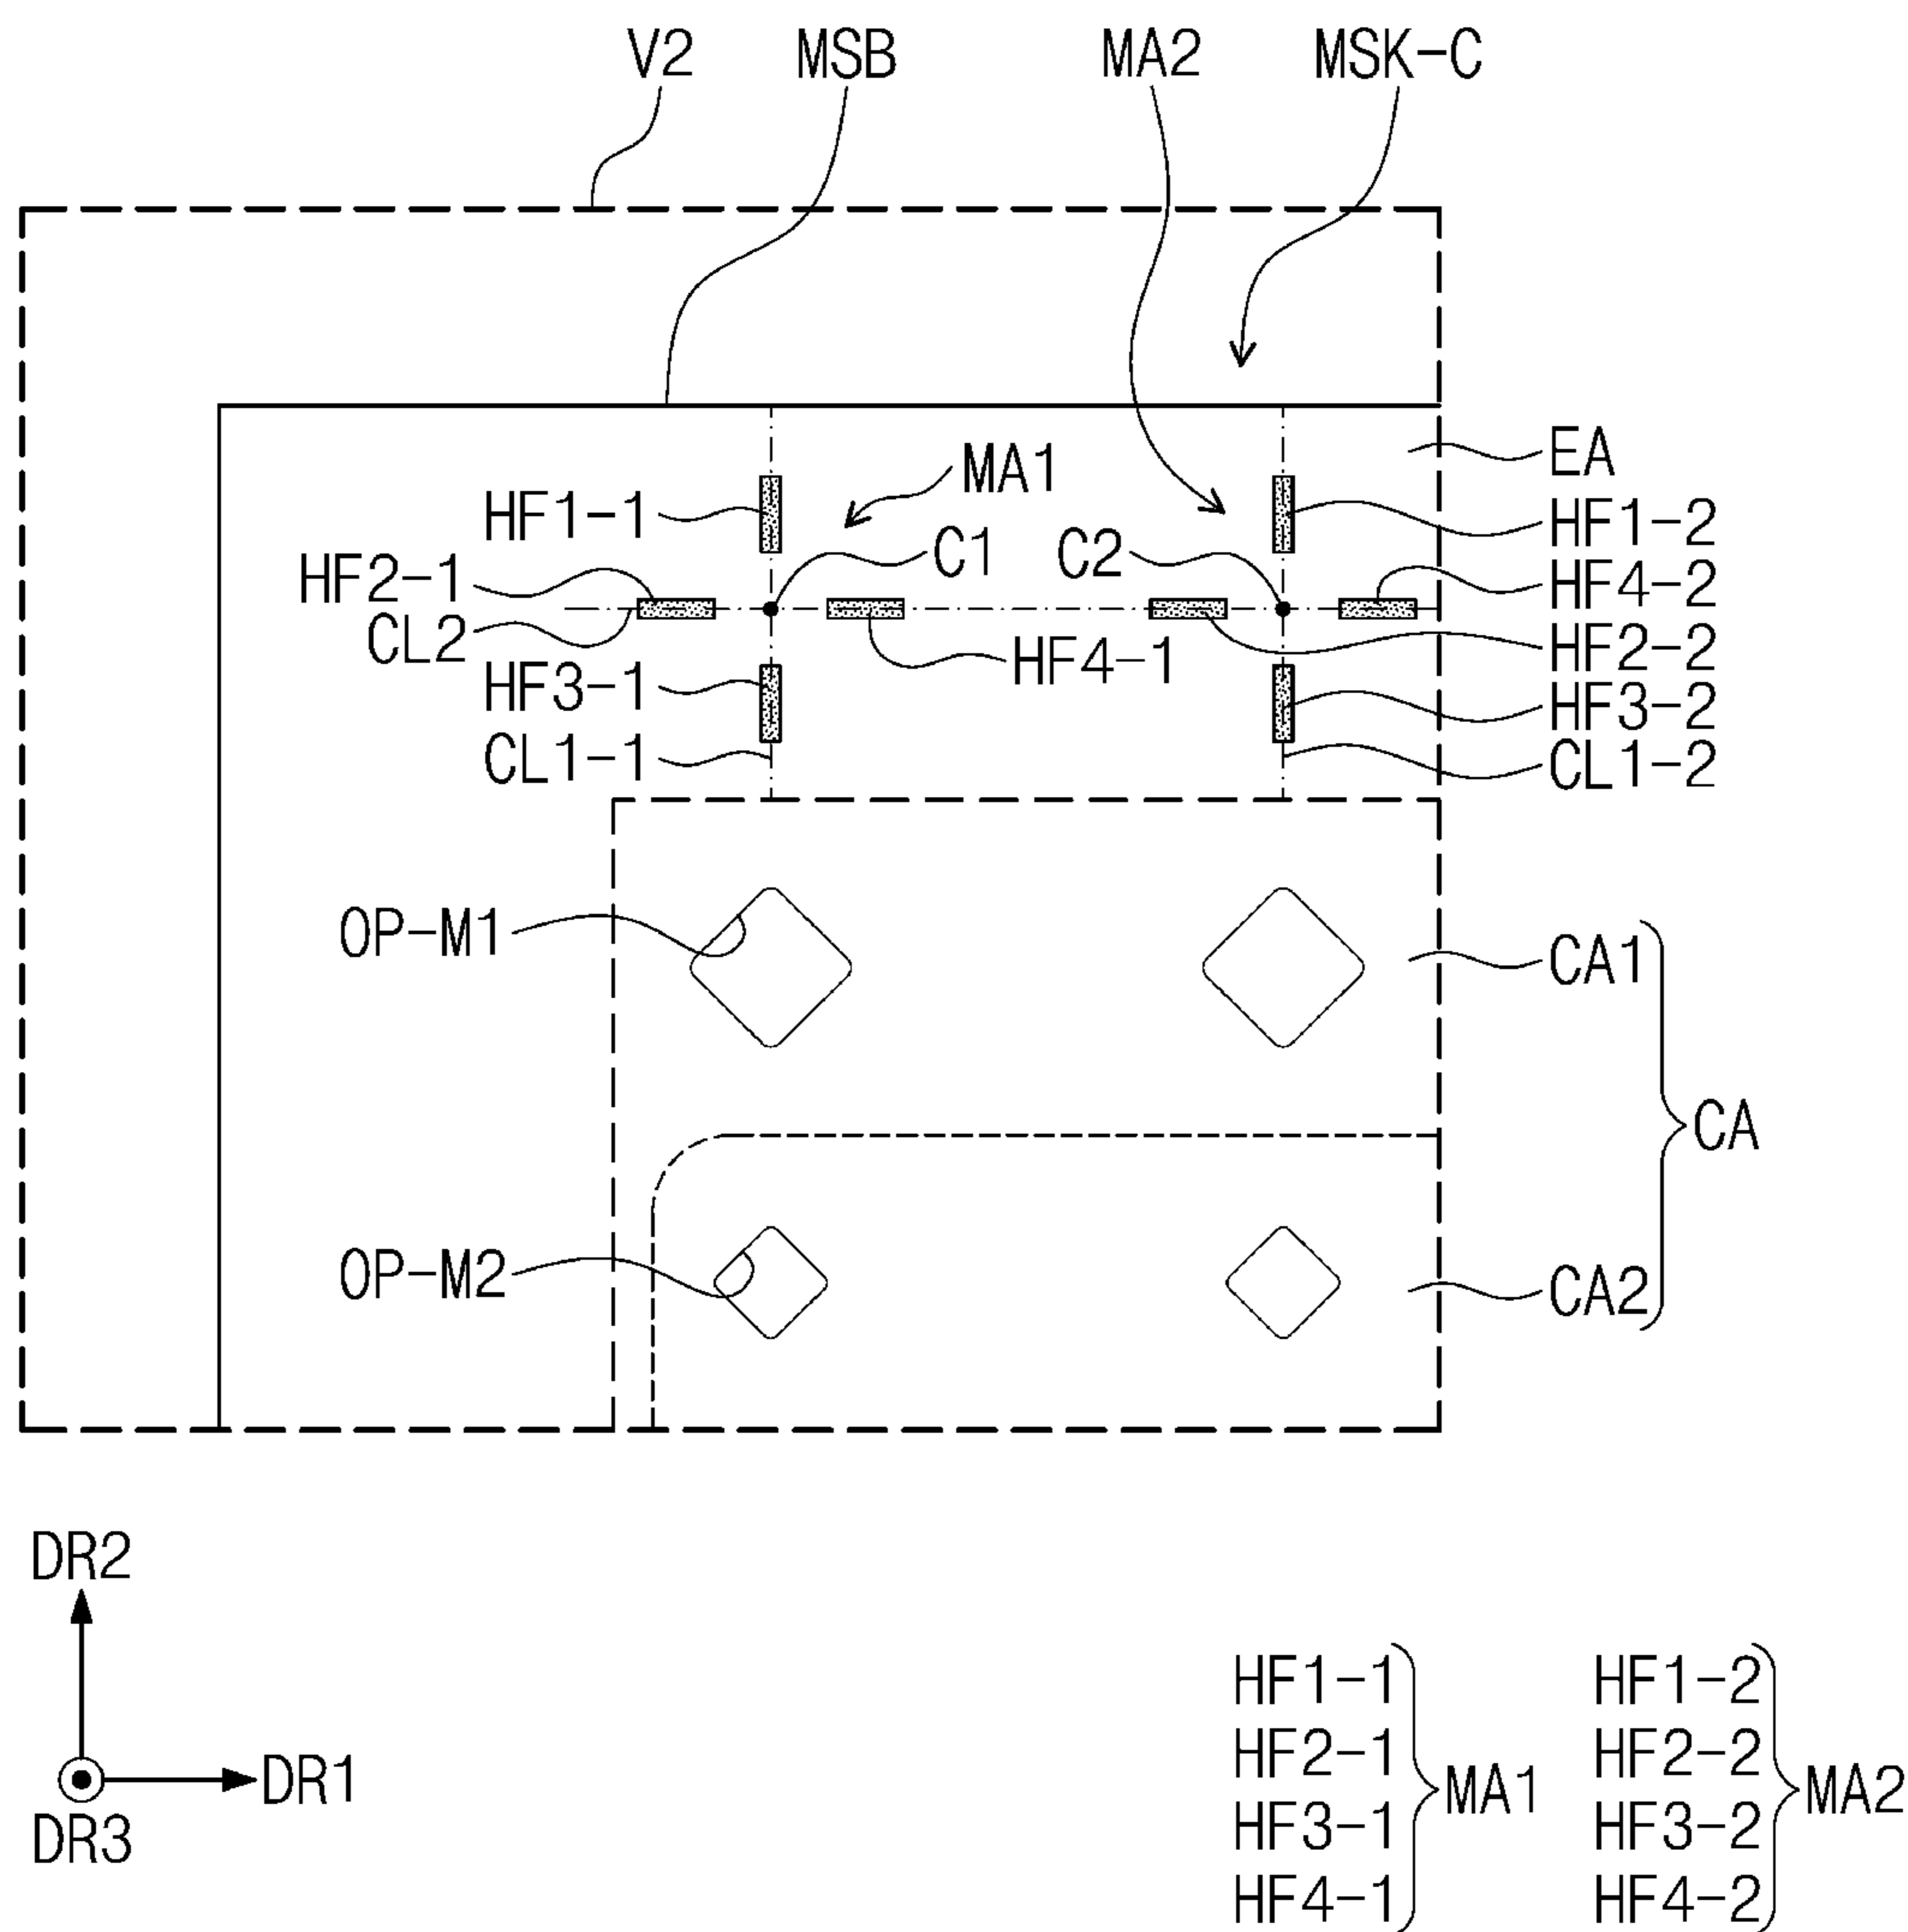 V2 MSB MA2 MSK-C
EA
MA1
HF1-1 HF1-2
C1 C2
HF2-1 HF4-2
CL2 HF4-1 HF2-2
HF3-1 HF3-2
CL1-1 CL1-2
OP-M1 CA1
CA
OP-M2 CA2
DR2
DR1
DR3
HF1-1 HF1-2
HF2-1 HF2-2
MA1 MA2
HF3-1 HF3-2
HF4-1 HF4-2